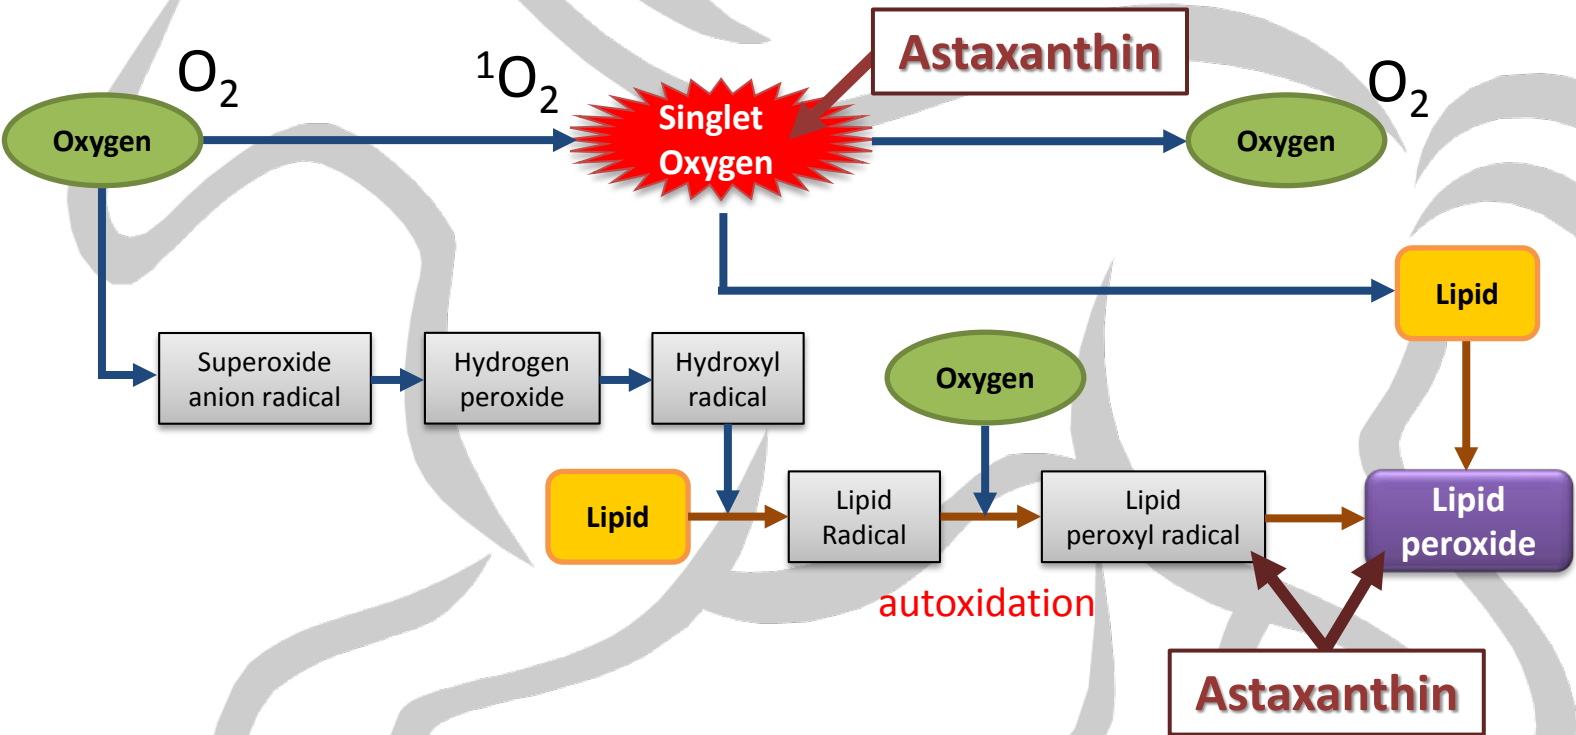 O₂
¹O₂
Astaxanthin
O₂
Oxygen
Singlet
Oxygen
Oxygen
Lipid
Superoxide
anion radical
Hydrogen
peroxide
Hydroxyl
radical
Oxygen
Lipid
Lipid
Radical
Lipid
peroxyl radical
Lipid
peroxide
autoxidation
Astaxanthin